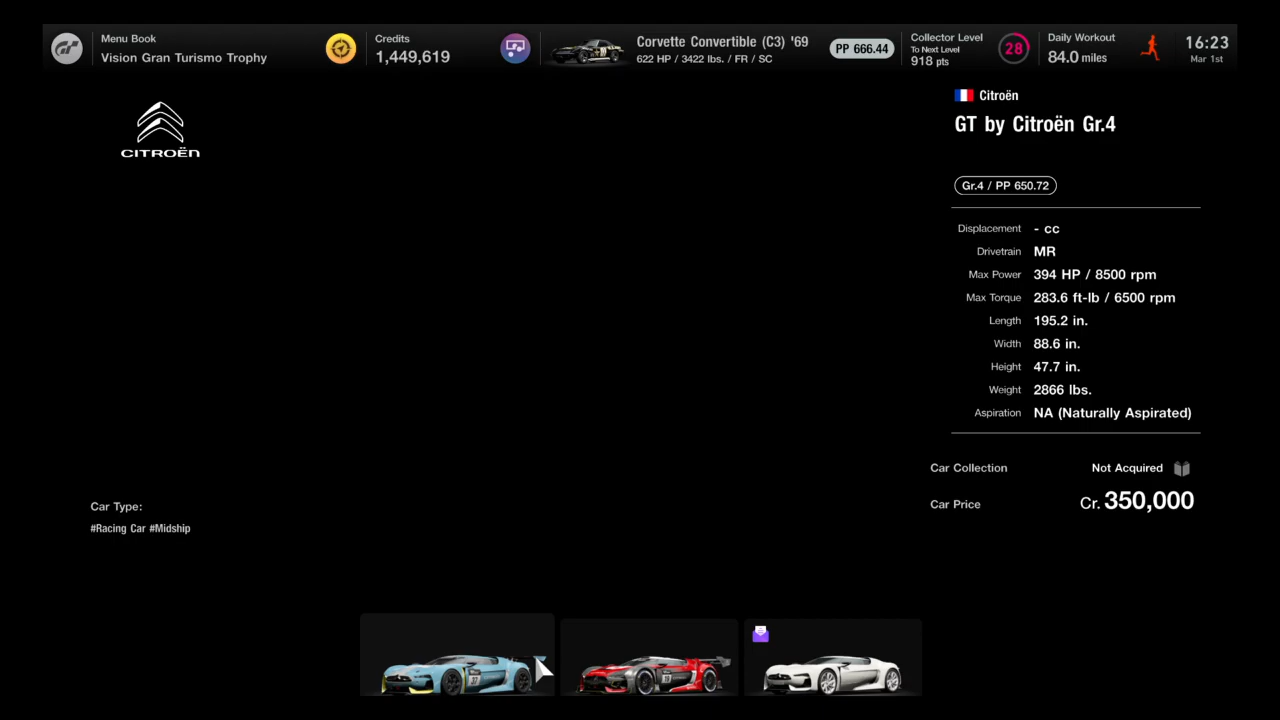 Menu Book
Vision Gran Turismo Trophy
Credits
1,449,619
Corvette Convertible (C3) '69
622 HP / 3422 lbs. / FR / SC
PP 666.44
Collector Level
To Next Level
918 pts
28
Daily Workout
84.0 miles
16:23
Mar 1st
CITROËN
Citroën
GT by Citroën Gr.4
Gr.4 / PP 650.72
Displacement - cc
Drivetrain MR
Max Power 394 HP / 8500 rpm
Max Torque 283.6 ft-lb / 6500 rpm
Length 195.2 in.
Width 88.6 in.
Height 47.7 in.
Weight 2866 lbs.
Aspiration NA (Naturally Aspirated)
Car Collection Not Acquired
Car Price Cr. 350,000
Car Type:
#Racing Car #Midship